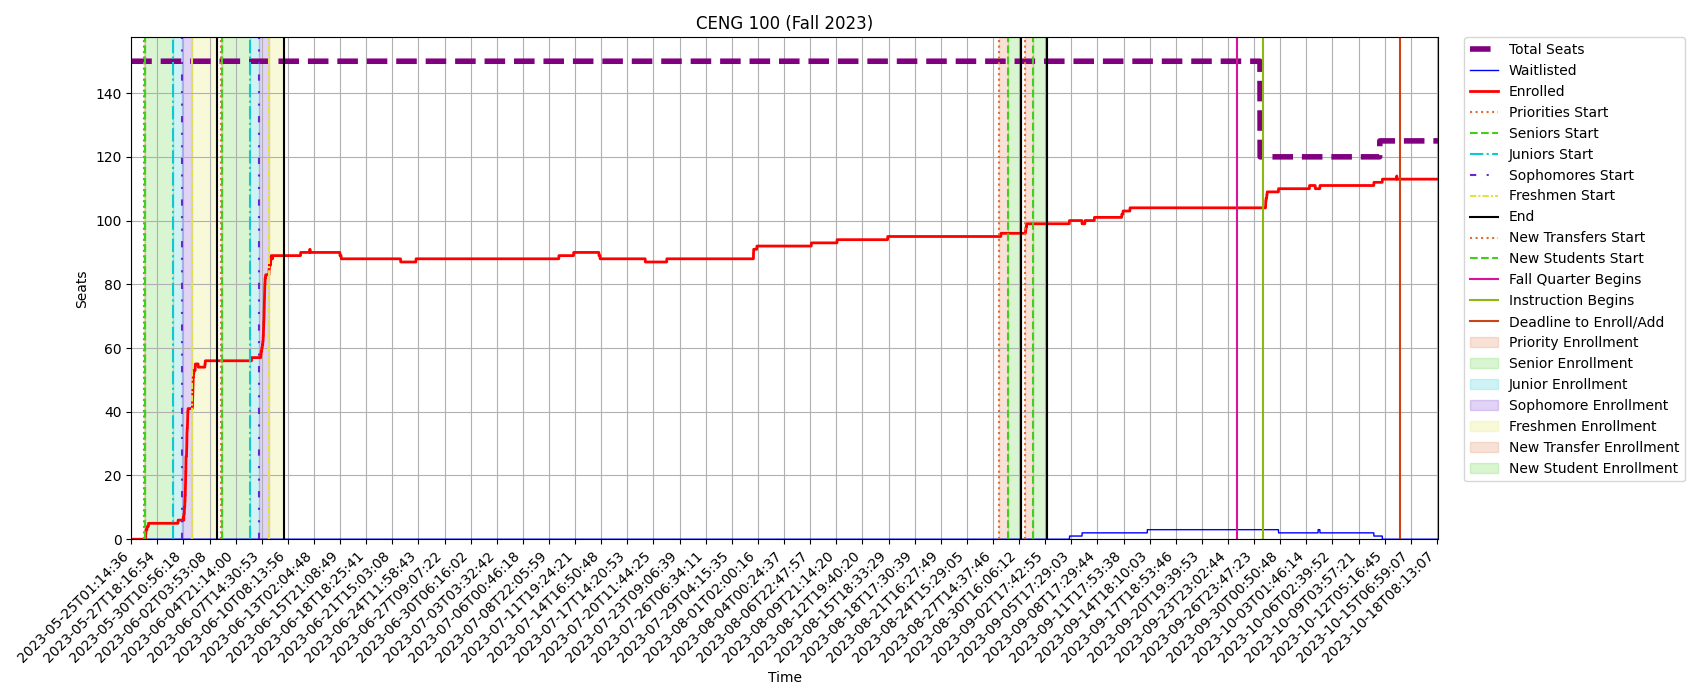 CENG 100 (Fall 2023)
Seats
140
120
100
80
60
40
20
0
2023-05-25T01:14:36
2023-05-27T18:16:54
2023-05-30T10:56:18
2023-06-02T03:53:08
2023-06-04T21:14:00
2023-06-07T14:30:53
2023-06-10T08:13:56
2023-06-13T02:04:48
2023-06-15T21:08:49
2023-06-18T18:25:41
2023-06-21T15:03:08
2023-06-24T11:58:43
2023-06-27T09:07:22
2023-06-30T06:16:02
2023-07-03T03:32:42
2023-07-06T00:46:18
2023-07-08T22:05:59
2023-07-11T19:24:21
2023-07-14T16:50:48
2023-07-17T14:20:53
2023-07-20T11:44:25
2023-07-23T09:06:39
2023-07-26T06:34:11
2023-07-29T04:15:35
2023-08-01T02:00:16
2023-08-04T00:24:37
2023-08-06T22:47:57
2023-08-09T21:14:20
2023-08-12T19:40:20
2023-08-15T18:33:29
2023-08-18T17:30:39
2023-08-21T16:27:49
2023-08-24T15:29:05
2023-08-27T14:37:46
2023-08-30T16:06:12
2023-09-02T17:42:55
2023-09-05T17:29:03
2023-09-08T17:29:44
2023-09-11T17:53:38
2023-09-14T18:10:03
2023-09-17T18:53:46
2023-09-20T19:39:53
2023-09-23T23:02:44
2023-09-26T23:47:23
2023-09-30T00:50:48
2023-10-03T01:46:14
2023-10-06T02:39:52
2023-10-09T03:57:21
2023-10-12T05:16:45
2023-10-15T06:59:07
2023-10-18T08:13:07
Time
Total Seats
Waitlisted
Enrolled
Priorities Start
Seniors Start
Juniors Start
Sophomores Start
Freshmen Start
End
New Transfers Start
New Students Start
Fall Quarter Begins
Instruction Begins
Deadline to Enroll/Add
Priority Enrollment
Senior Enrollment
Junior Enrollment
Sophomore Enrollment
Freshmen Enrollment
New Transfer Enrollment
New Student Enrollment